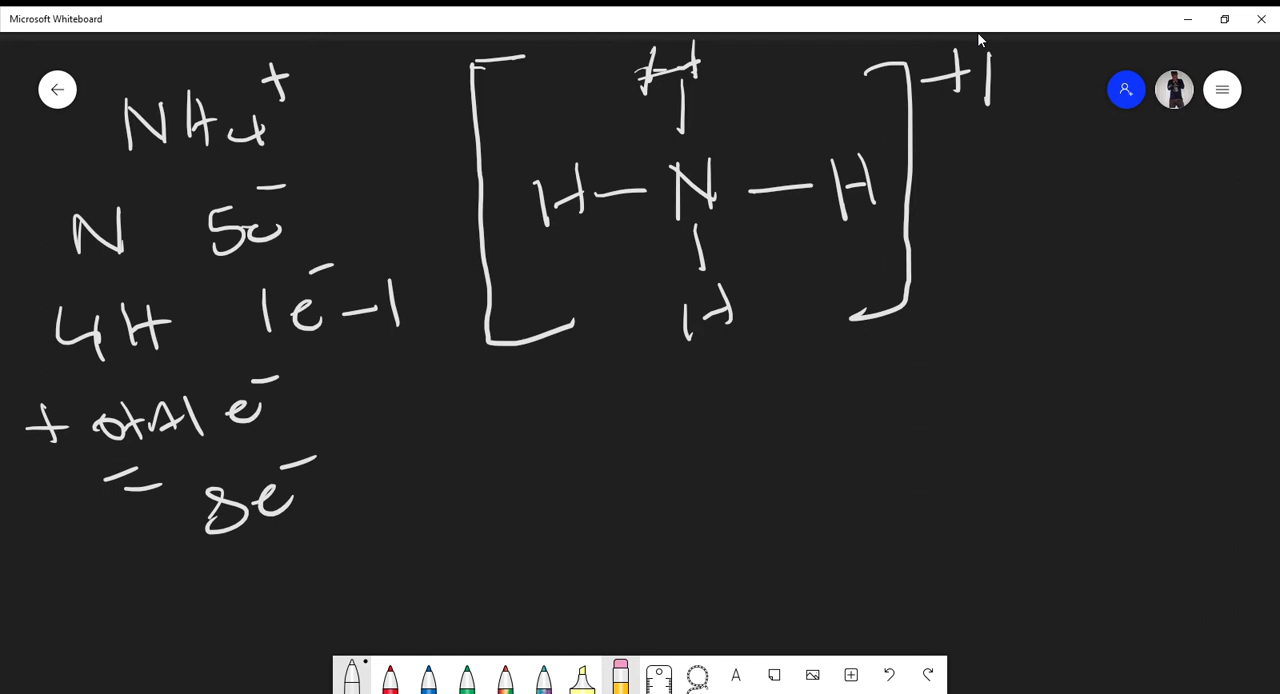 Microsoft Whiteboard
NH4+
N 5e-
4H 1e- -1
total e-
= 8e-
[ H +1
|
H — N — H
|
H ]
A